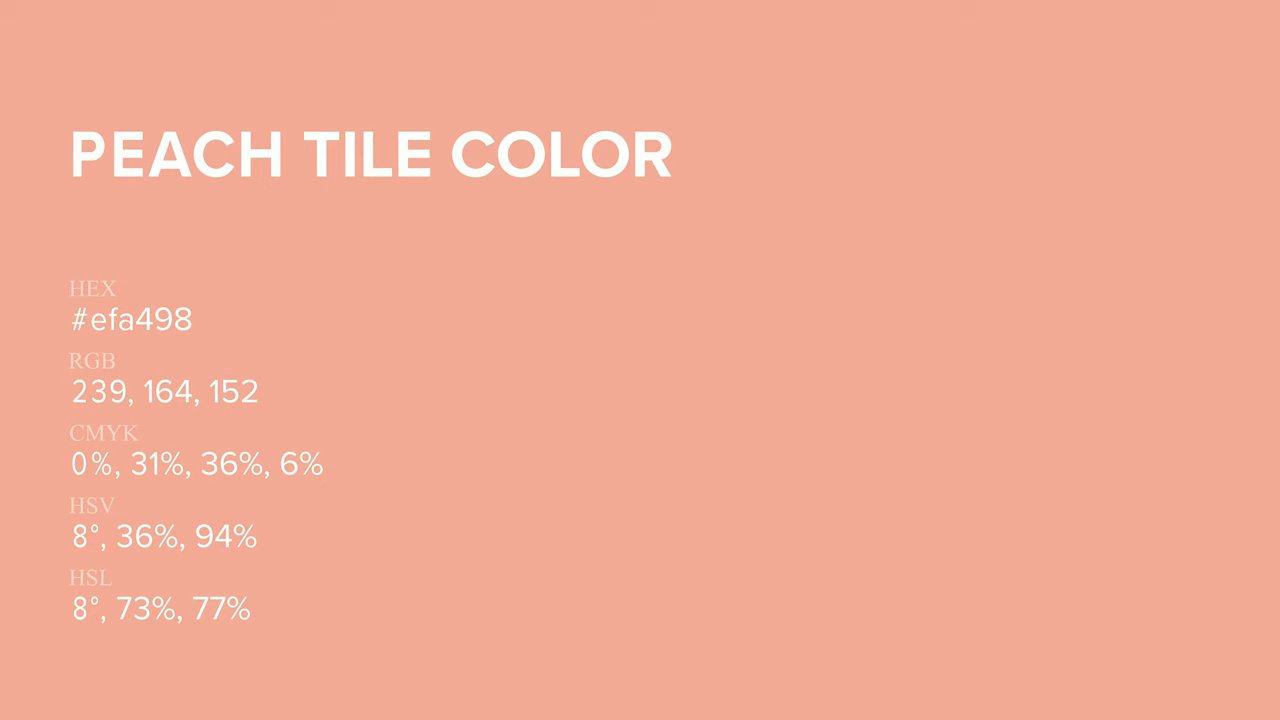 PEACH TILE COLOR
HEX
#efa498
RGB
239, 164, 152
CMYK
0%, 31%, 36%, 6%
HSV
8°, 36%, 94%
HSL
8°, 73%, 77%